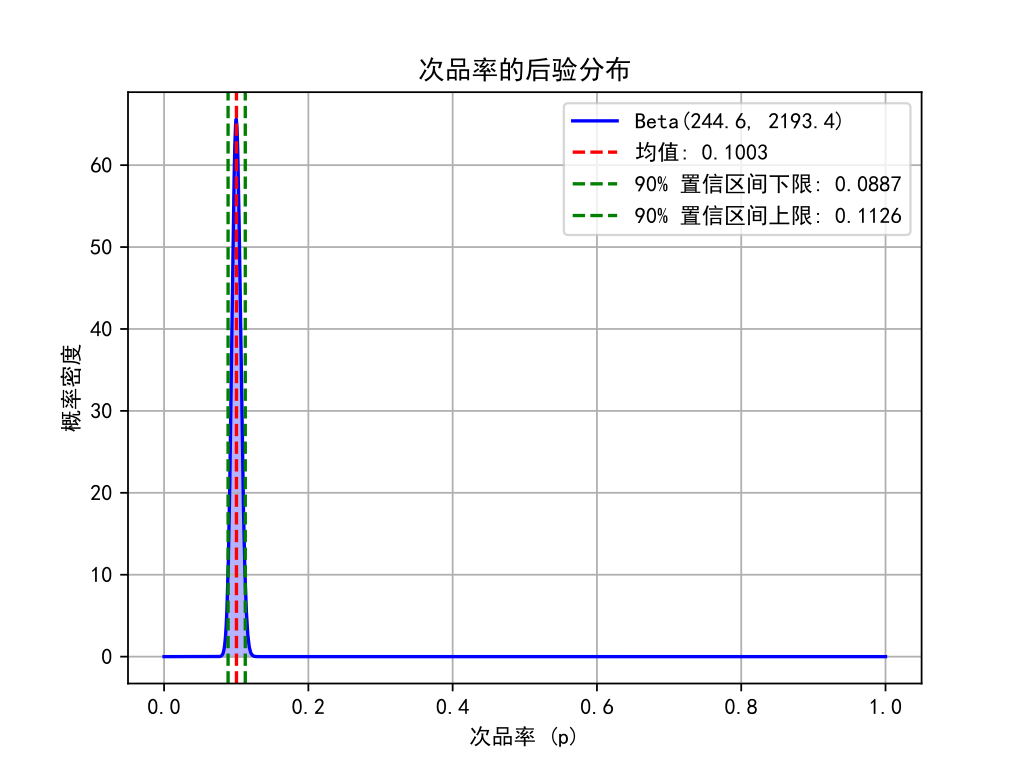 次品率的后验分布
Beta(244.6, 2193.4)
均值: 0.1003
90% 置信区间下限: 0.0887
90% 置信区间上限: 0.1126
概率密度
60
50
40
30
20
10
0
0.0 0.2 0.4 0.6 0.8 1.0
次品率 (p)